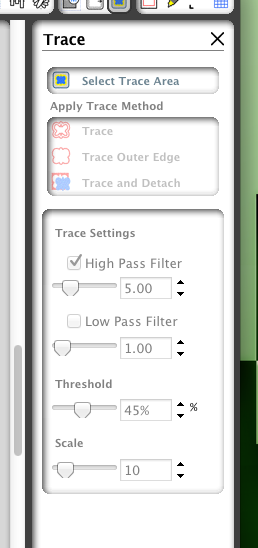 Trace
Select Trace Area
Apply Trace Method
Trace
Trace Outer Edge
Trace and Detach
Trace Settings
High Pass Filter
5.00
Low Pass Filter
1.00
Threshold
45% %
Scale
10